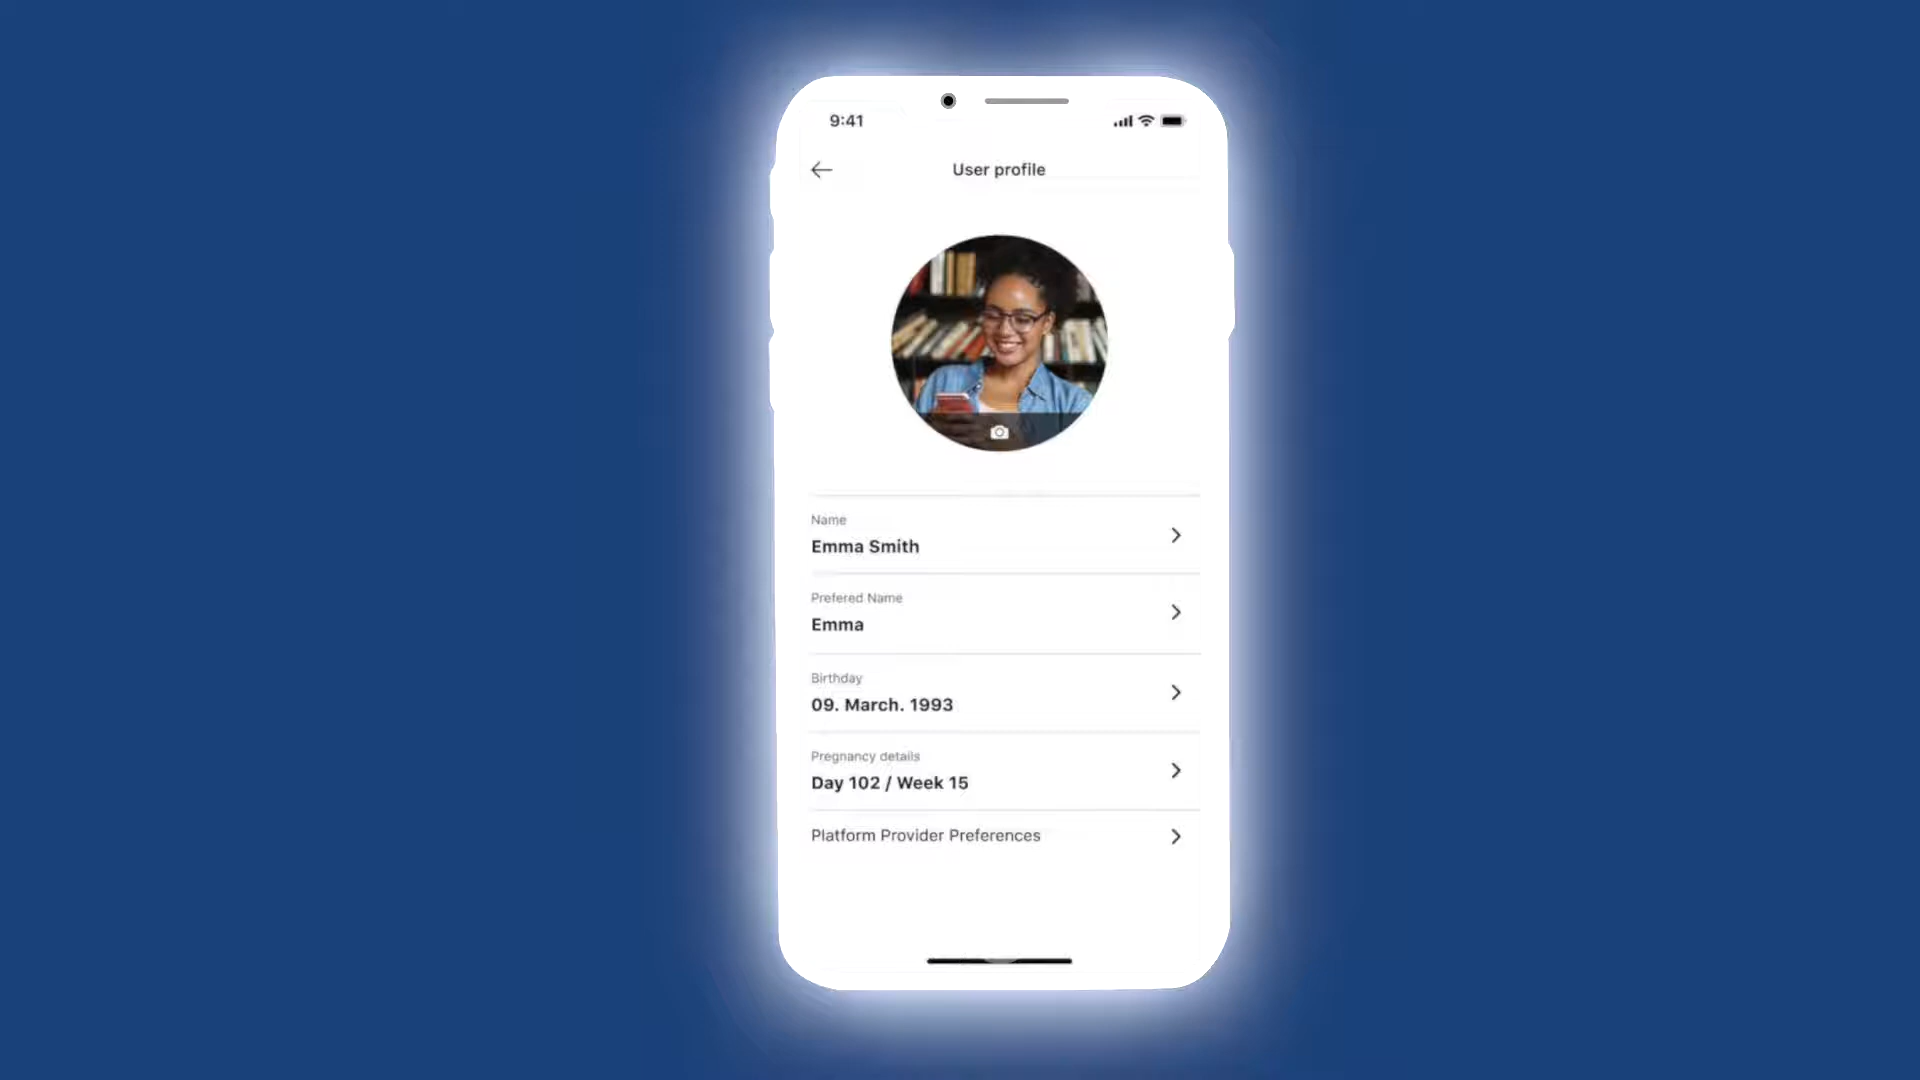 9:41
User profile
Name
Emma Smith
Prefered Name
Emma
Birthday
09. March. 1993
Pregnancy details
Day 102 / Week 15
Platform Provider Preferences